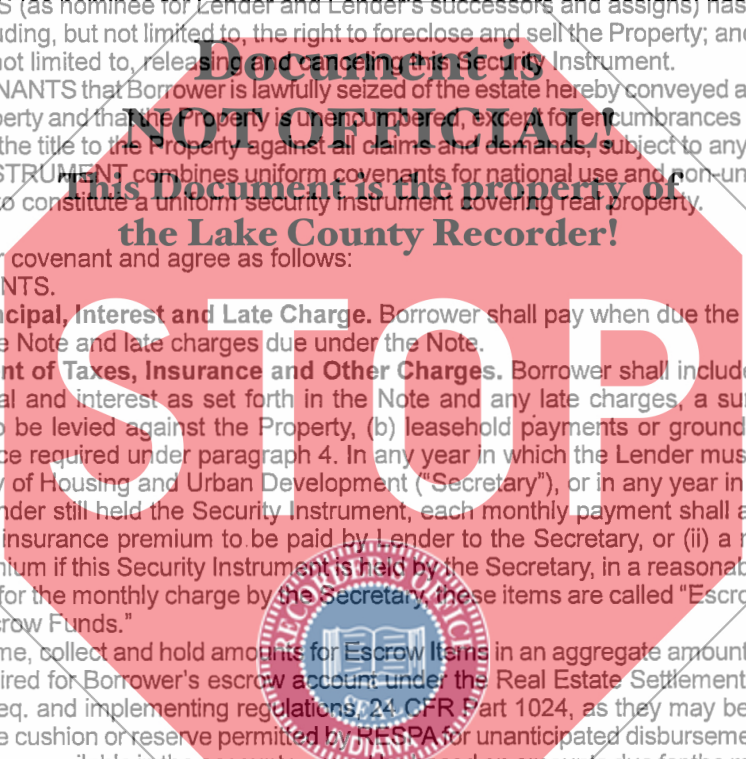 S (as nominee for Lender and Lender's successors and assigns) has
uding, but not limited to, the right to foreclose and sell the Property; and
Document is
not limited to, releasing and canceling this Security Instrument.
NANTS that Borrower is lawfully seized of the estate hereby conveyed a
NOT OFFICIAL!
perty and that the Property is unencumbered, except for encumbrances
the title to the Property against all claims and demands, subject to any
STRUMENT combines uniform covenants for national use and non-un
This Document is the property of
to constitute a uniform security instrument covering real property.
the Lake County Recorder!
r covenant and agree as follows:
NTS.
STOP
ncipal, Interest and Late Charge. Borrower shall pay when due the
e Note and late charges due under the Note.
nt of Taxes, Insurance and Other Charges. Borrower shall include
al and interest as set forth in the Note and any late charges, a su
o be levied against the Property, (b) leasehold payments or ground
ce required under paragraph 4. In any year in which the Lender mus
y of Housing and Urban Development ("Secretary"), or in any year in
nder still held the Security Instrument, each monthly payment shall a
insurance premium to be paid by Lender to the Secretary, or (ii) a m
nium if this Security Instrument is held by the Secretary, in a reasonab
for the monthly charge by the Secretary, these items are called "Escro
crow Funds."
me, collect and hold amounts for Escrow Items in an aggregate amount
ired for Borrower's escrow account under the Real Estate Settlement
eq. and implementing regulations, 24 CFR Part 1024, as they may be
e cushion or reserve permitted by RESPA for unanticipated disburseme
RECORDER'S OFFICE
SEAL
INDIANA